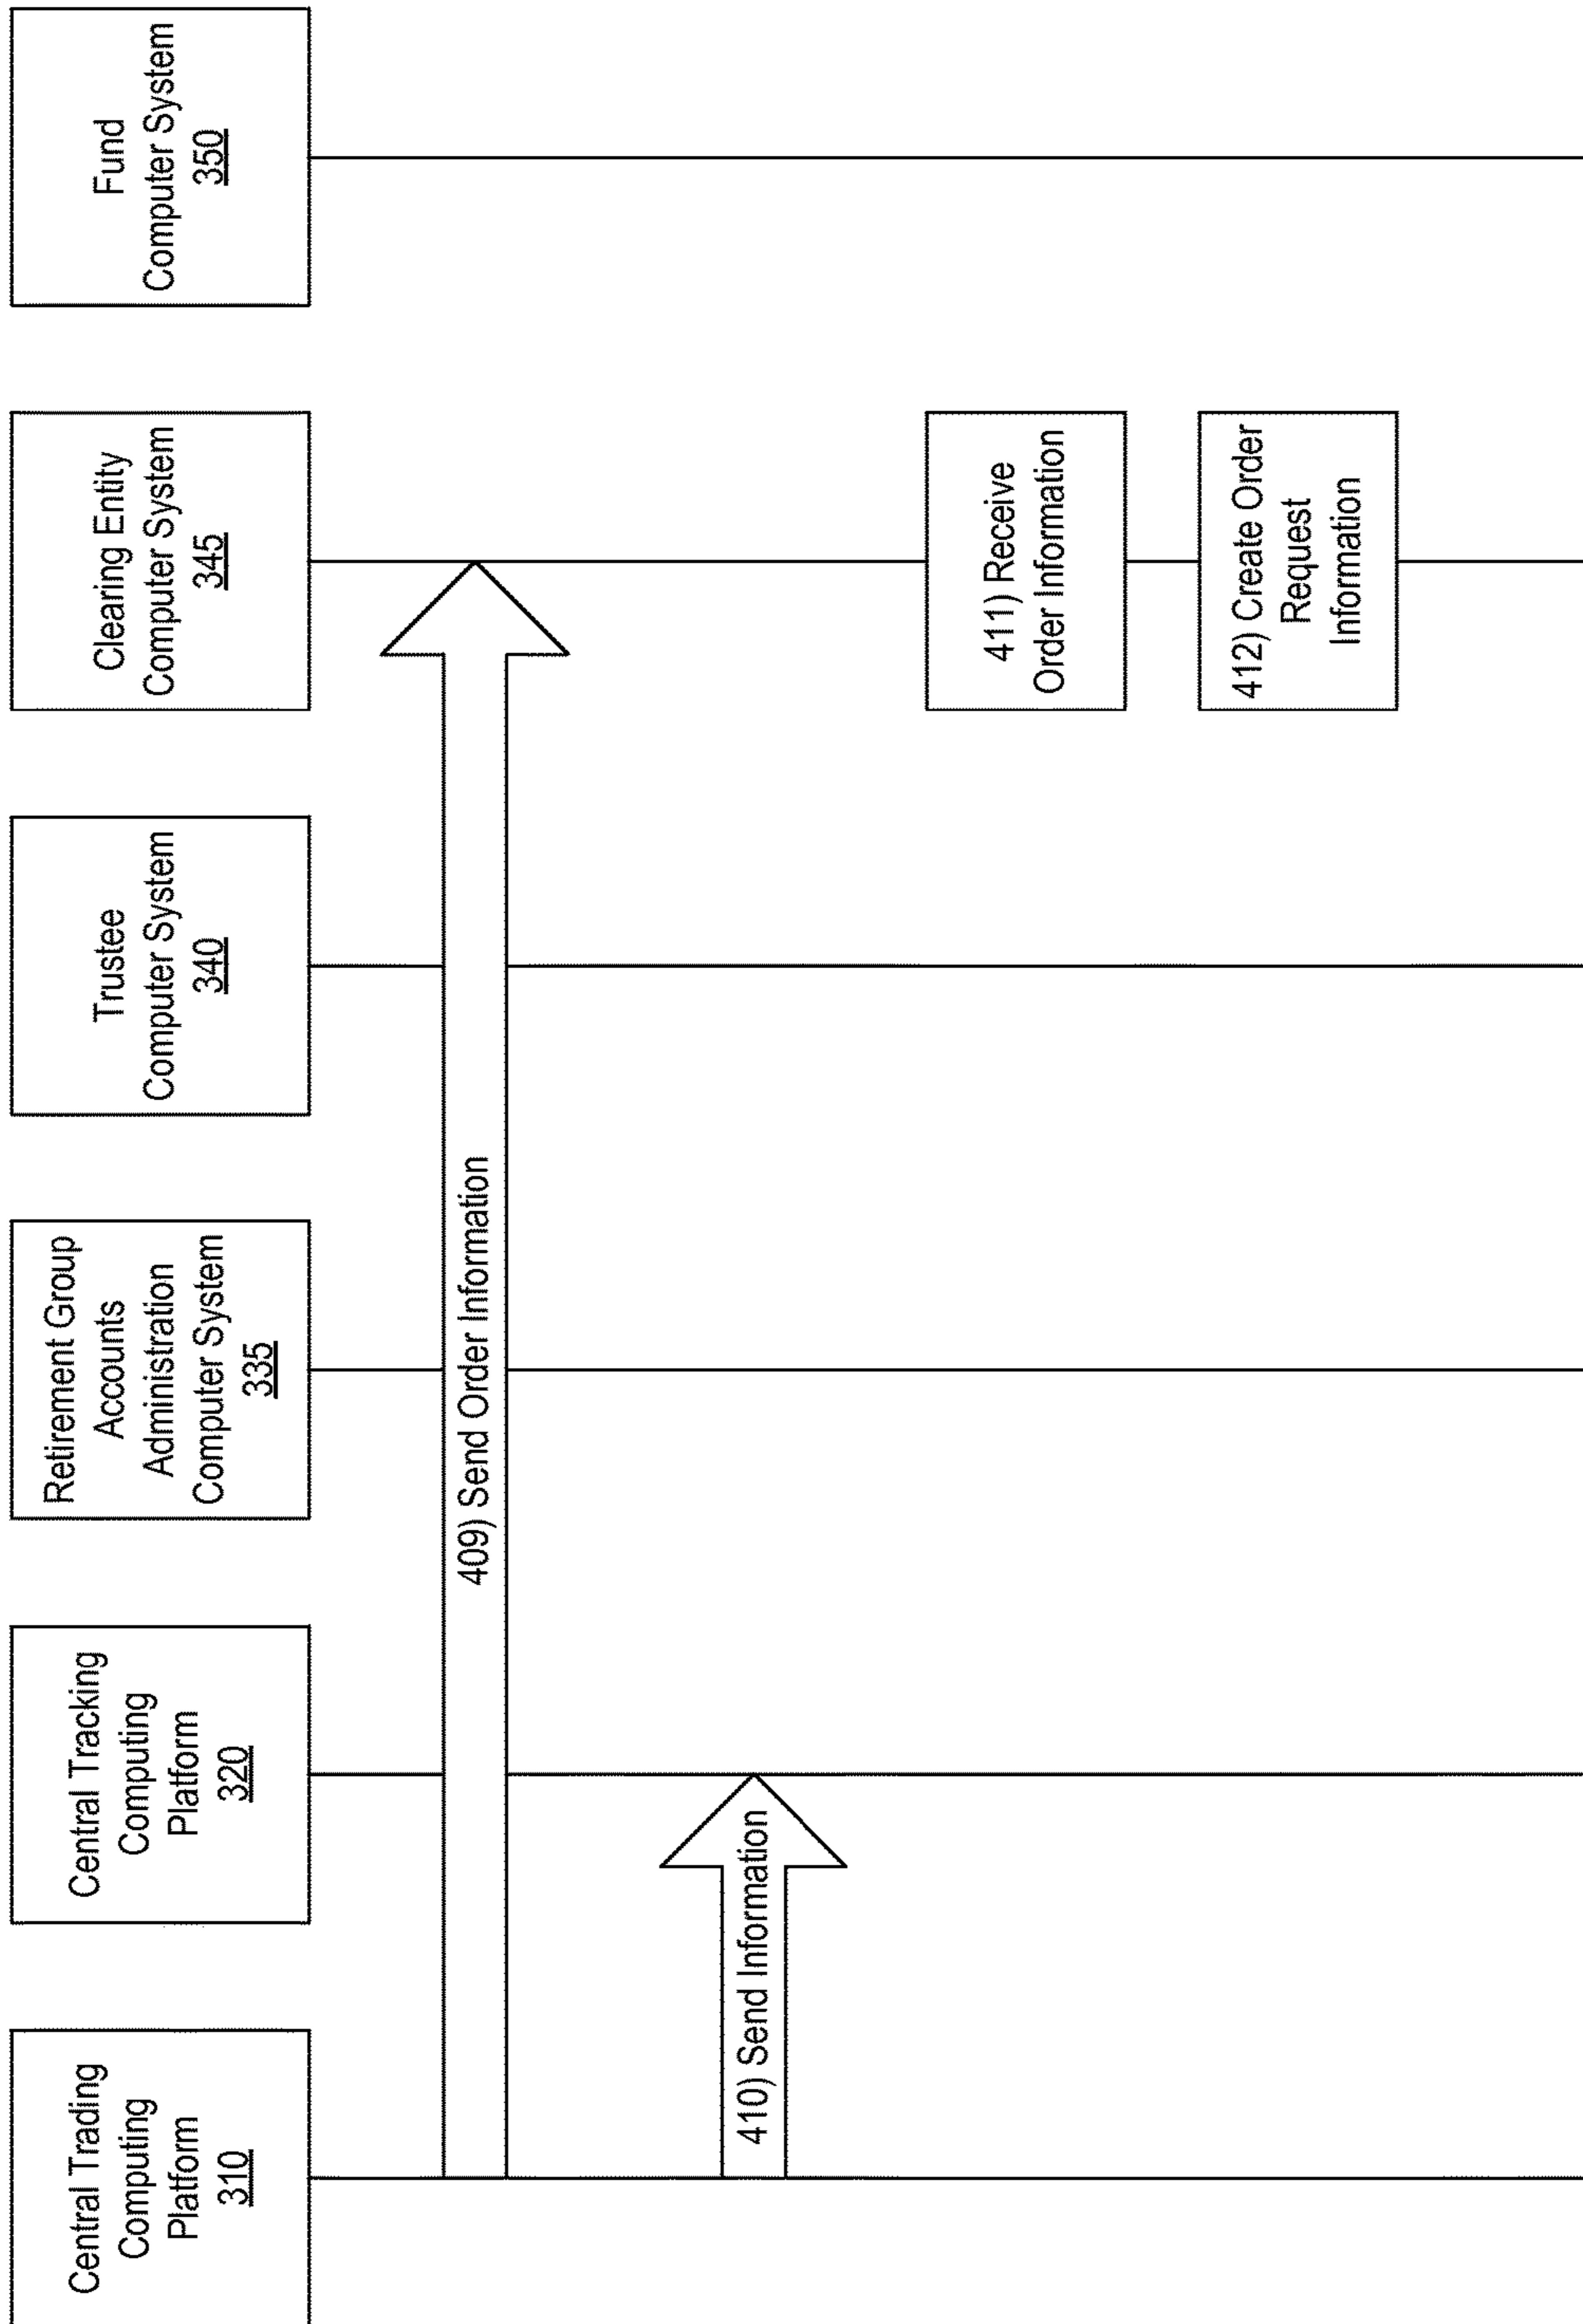 Central Trading
Computing
Platform
310
Central Tracking
Computing
Platform
320
Retirement Group
Accounts
Administration
Computer System
335
Trustee
Computer System
340
Clearing Entity
Computer System
345
Fund
Computer System
350
409) Send Order Information
410) Send Information
411) Receive
Order Information
412) Create Order
Request
Information